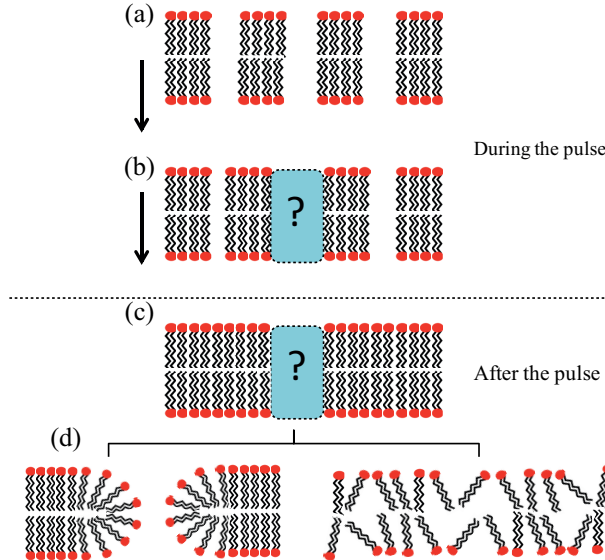 (a)
During the pulse
(b)
?
(c)
?
After the pulse
(d)